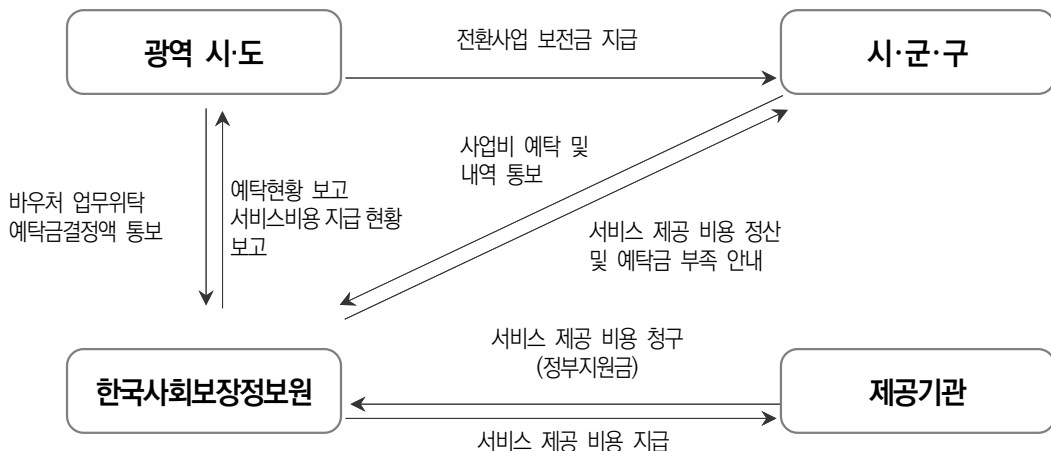 광역 시·도
전환사업 보전금 지급
시·군·구
사업비 예탁 및
내역 통보
바우처 업무위탁
예탁금결정액 통보
예탁현황 보고
서비스비용 지급 현황
보고
서비스 제공 비용 정산
및 예탁금 부족 안내
서비스 제공 비용 청구
(정부지원금)
한국사회보장정보원
제공기관
서비스 제공 비용 지급